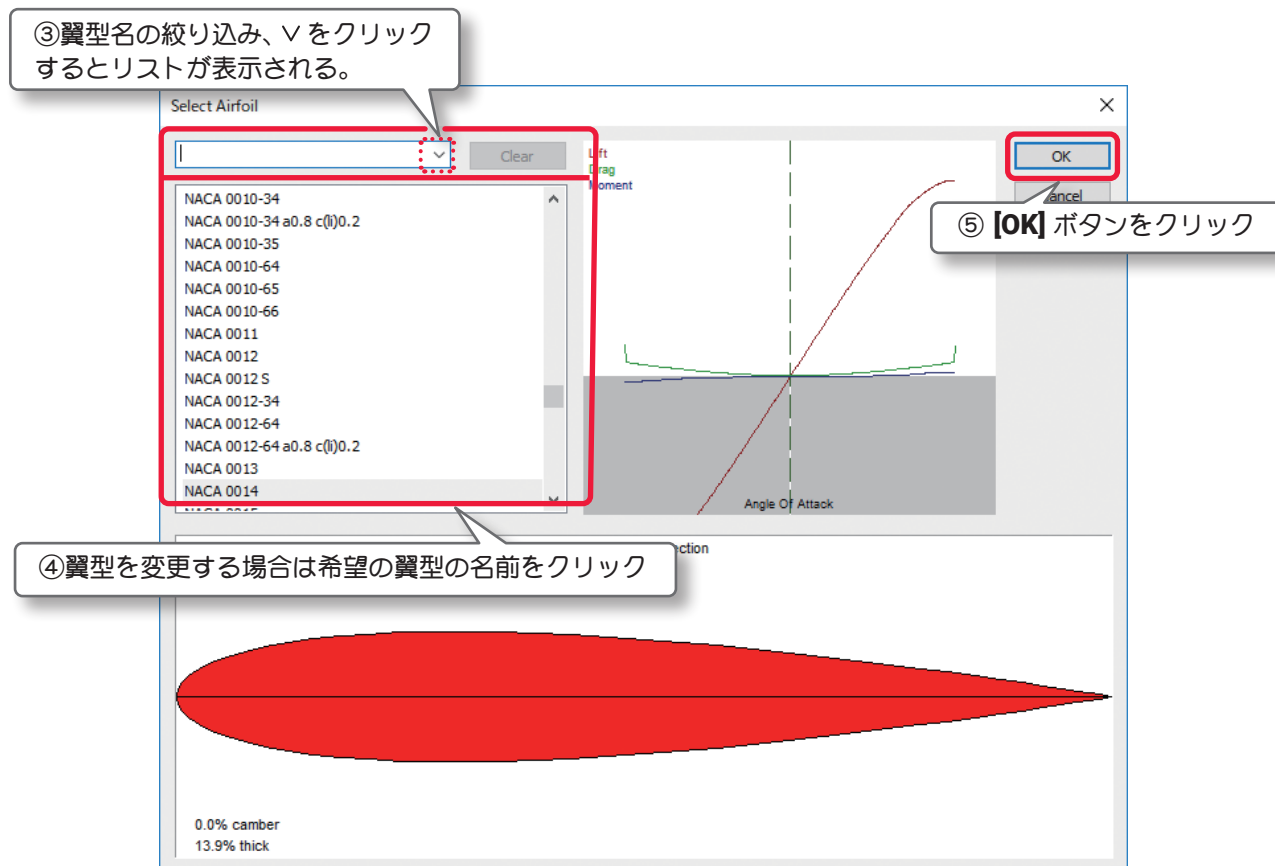 ③翼型名の絞り込み、∨をクリック
するとリストが表示される。
Select Airfoil
Clear
Lift
Drag
Moment
OK
⑤ [OK] ボタンをクリック
NACA 0010-34
NACA 0010-34 a0.8 c(li)0.2
NACA 0010-35
NACA 0010-64
NACA 0010-65
NACA 0010-66
NACA 0011
NACA 0012
NACA 0012 S
NACA 0012-34
NACA 0012-64
NACA 0012-64 a0.8 c(li)0.2
NACA 0013
NACA 0014
Angle Of Attack
④翼型を変更する場合は希望の翼型の名前をクリック
0.0% camber
13.9% thick